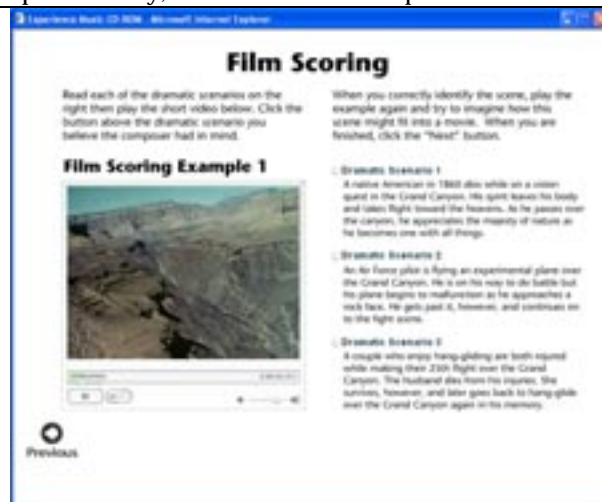 Experience Music CD-ROM - Microsoft Internet Explorer
Film Scoring
Read each of the dramatic scenarios on the
right then play the short video below. Click the
button above the dramatic scenario you
believe the composer had in mind.
Film Scoring Example 1
Previous
When you correctly identify the scene, play the
example again and try to imagine how this
scene might fit into a movie. When you are
finished, click the "Next" button.
Dramatic Scenario 1
A native American in 1860 dies while on a vision
quest in the Grand Canyon. His spirit leaves his body
and takes flight toward the heavens. As he passes over
the canyon, he appreciates the majesty of nature as
he becomes one with all things.
Dramatic Scenario 2
An Air Force pilot is flying an experimental plane over
the Grand Canyon. He is on his way to do battle but
his plane begins to malfunction as he approaches a
rock face. He gets past it, however, and continues on
to the fight scene.
Dramatic Scenario 3
A couple who enjoy hang-gliding are both injured
while making their 25th flight over the Grand
Canyon. The husband dies from his injuries. She
survives, however, and later goes back to hang-glide
over the Grand Canyon again in his memory.